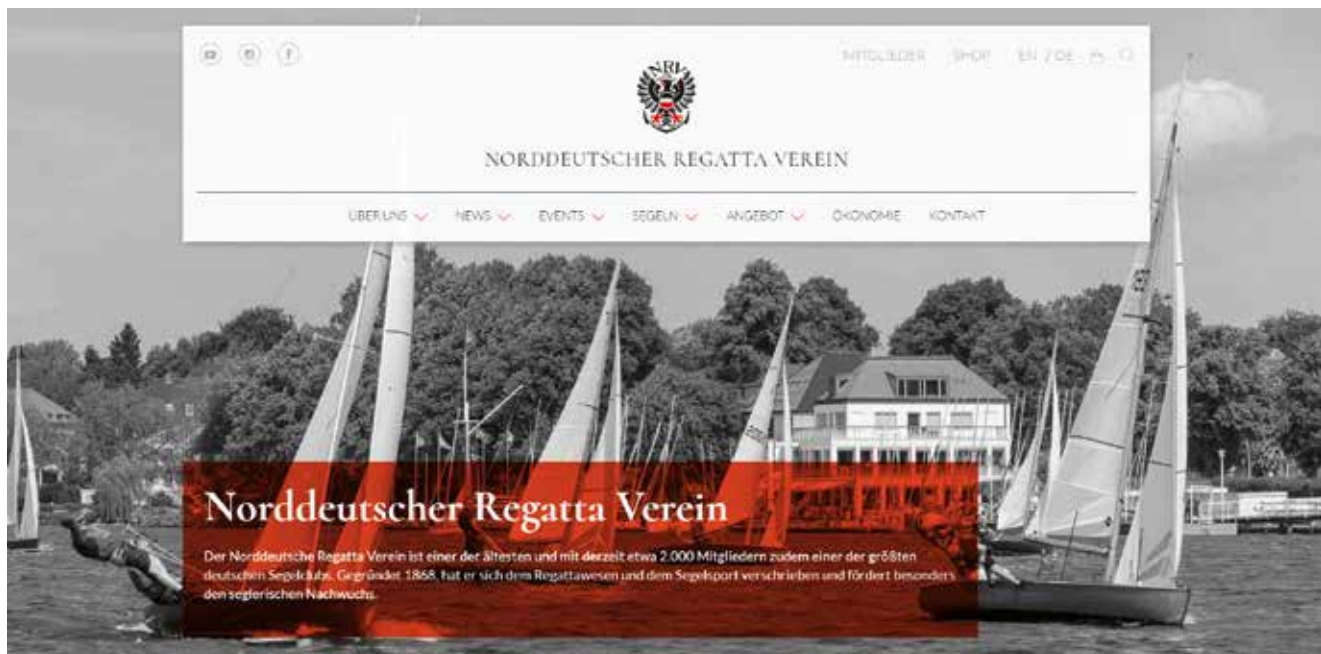 MITGLIEDER SHOP EN / DE
NRV
NORDDEUTSCHER REGATTA VEREIN
ÜBER UNS NEWS EVENTS SEGELN ANGEBOT ÖKONOMIE KONTAKT
Norddeutscher Regatta Verein
Der Norddeutsche Regatta Verein ist einer der ältesten und mit derzeit etwa 2.000 Mitgliedern zudem einer der größten
deutschen Segelclubs. Gegründet 1868, hat er sich dem Regattawesen und dem Segelsport verschrieben und fördert besonders
den seglerischen Nachwuchs.